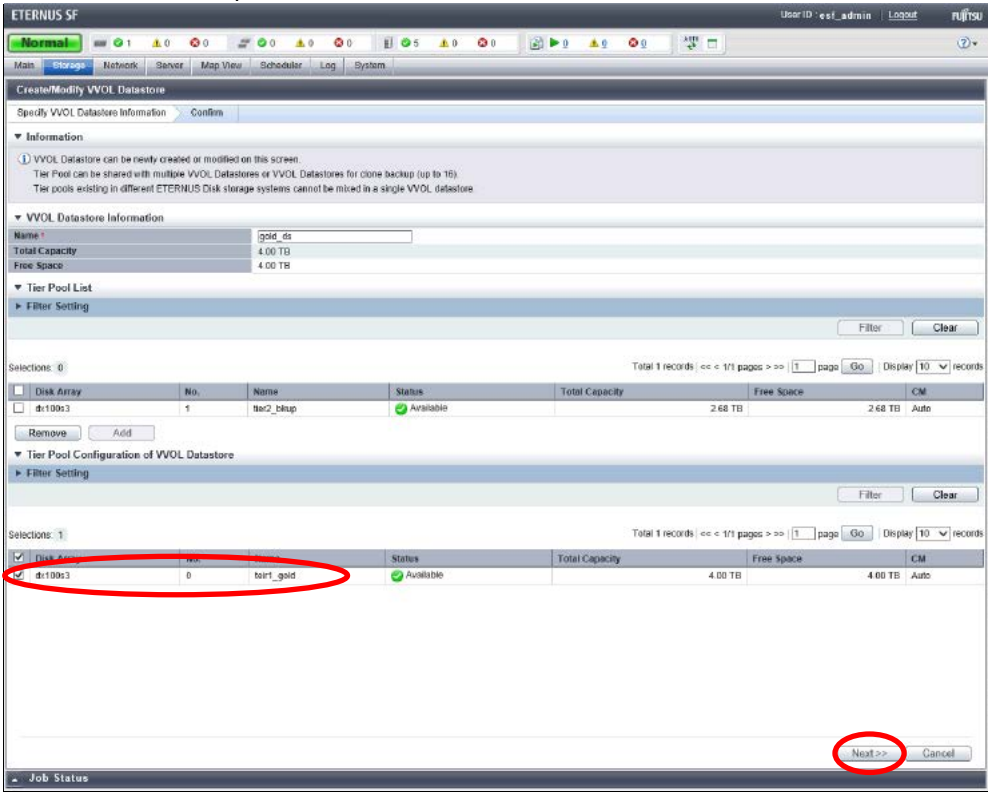 ETERNUS SF User ID : esf_admin Logout FUJITSU
Normal 1 0 0 0 0 0 5 0 0 0 0 0
Main Storage Network Server Map View Scheduler Log System
Create/Modify VVOL Datastore
Specify VVOL Datastore Information Confirm
▼ Information
VVOL Datastore can be newly created or modified on this screen.
Tier Pool can be shared with multiple VVOL Datastores or VVOL Datastores for clone backup (up to 16).
Tier pools existing in different ETERNUS Disk storage systems cannot be mixed in a single VVOL datastore.
▼ VVOL Datastore Information
Name * gold_ds
Total Capacity 4.00 TB
Free Space 4.00 TB
▼ Tier Pool List
► Filter Setting
Filter Clear
Selections: 0 Total 1 records | << < 1/1 pages > >> | 1 page Go | Display 10 records
Disk Array No. Name Status Total Capacity Free Space CM
dx100s3 1 tier2_bkup Available 2.68 TB 2.68 TB Auto
Remove Add
▼ Tier Pool Configuration of VVOL Datastore
► Filter Setting
Filter Clear
Selections: 1 Total 1 records | << < 1/1 pages > >> | 1 page Go | Display 10 records
Disk Array No. Name Status Total Capacity Free Space CM
dx100s3 0 teir1_gold Available 4.00 TB 4.00 TB Auto
Next >> Cancel
Job Status